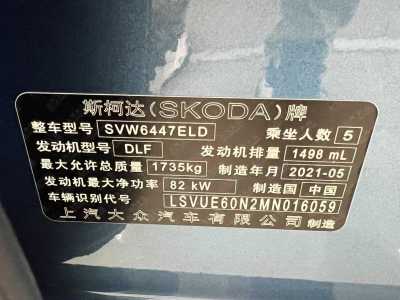 斯柯达(SKODA)牌
整车型号 SVW6447ELD 乘坐人数 5
发动机型号 DLF 发动机排量 1498 mL
最大允许总质量 1735kg 制造年月 2021-05
发动机最大净功率 82 kW 制造国 中国
车辆识别代号 LSVUE60N2MN016059
上汽大众汽车有限公司